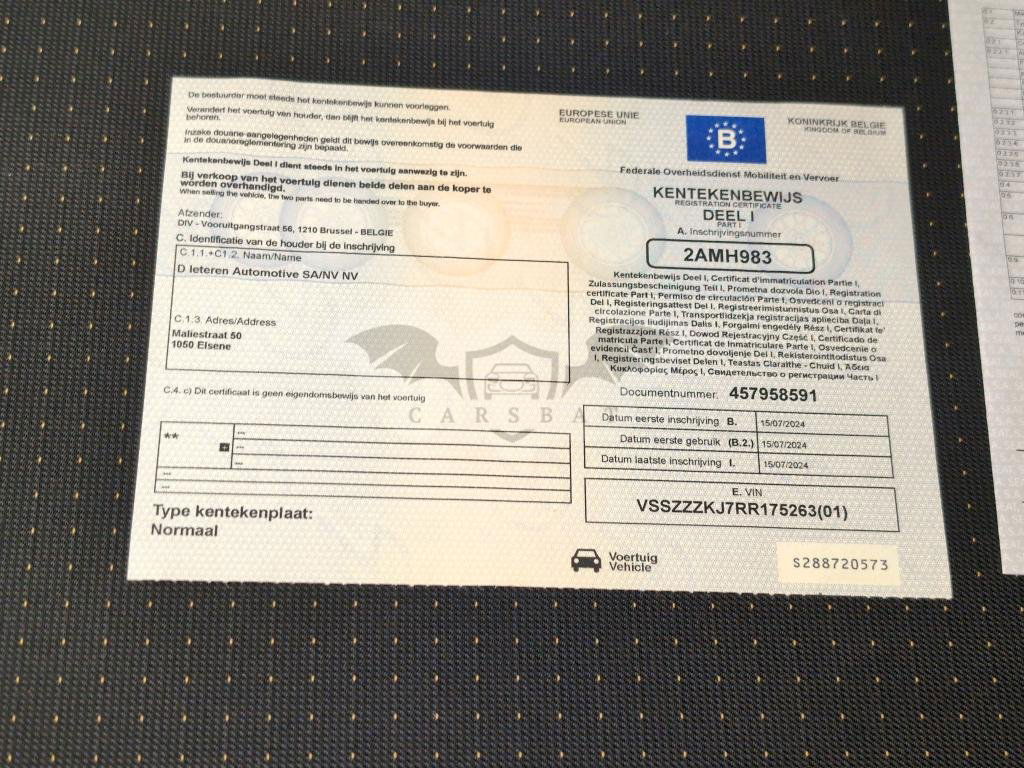 De bestuurder moet steeds het kentekenbewijs kunnen voorleggen.
Verandert het voertuig van houder, dan blijft het kentekenbewijs bij het voertuig
behoren.
Inzake douane-aangelegenheden geldt dit bewijs overeenkomstig de voorwaarden die
in de douanereglementering zijn bepaald.
Kentekenbewijs Deel I dient steeds in het voertuig aanwezig te zijn.
Bij verkoop van het voertuig dienen beide delen aan de koper te
worden overhandigd.
When selling the vehicle, the two parts need to be handed over to the buyer.
Afzender:
DIV - Vooruitgangstraat 56, 1210 Brussel - BELGIE
C. Identificatie van de houder bij de inschrijving
C.1.1.+C1.2. Naam/Name
D Ieteren Automotive SA/NV NV
C.1.3. Adres/Address
Maliestraat 50
1050 Elsene
C.4. c) Dit certificaat is geen eigendomsbewijs van het voertuig
**
---
---
---
---
---
Type kentekenplaat:
Normaal
EUROPESE UNIE
EUROPEAN UNION
B
KONINKRIJK BELGIE
KINGDOM OF BELGIUM
Federale Overheidsdienst Mobiliteit en Vervoer
KENTEKENBEWIJS
REGISTRATION CERTIFICATE
DEEL I
PART I
A. Inschrijvingsnummer
2AMH983
Kentekenbewijs Deel I, Certificat d'immatriculation Partie I,
Zulassungsbescheinigung Teil I, Prometna dozvola Dio I, Registration
certificate Part I, Permiso de circulación Parte I, Osvedceni o registraci
Del I, Registeringsattest Del I, Registreerimistunnistus Osa I, Carta di
circolazione Parte I, Transportlidzekja registracijas aplieciba Dala I,
Registracijos liudijimas Dalis I, Forgalmi engedély Rész I, Certifikat te'
Registrazzjoni Rész I, Dowod Rejestracyjny Część I, Certificado de
matricula Parte I, Certificat de Inmatriculare Partea I, Osvedcenie o
evidencii Časť I, Prometno dovoljenje Del I, Rekisteröintitodistus Osa
I, Registreringsbeviset Delen I, Teastas Claraithe - Chuid I, Άδεια
Κυκλοφορίας Μέρος I, Свидетельство о регистрации Часть I
Documentnummer. 457958591
Datum eerste inschrijving B. 15/07/2024
Datum eerste gebruik (B.2.) 15/07/2024
Datum laatste inschrijving I. 15/07/2024
E. VIN
VSSZZZKJ7RR175263(01)
Voertuig
Vehicle
S288720573